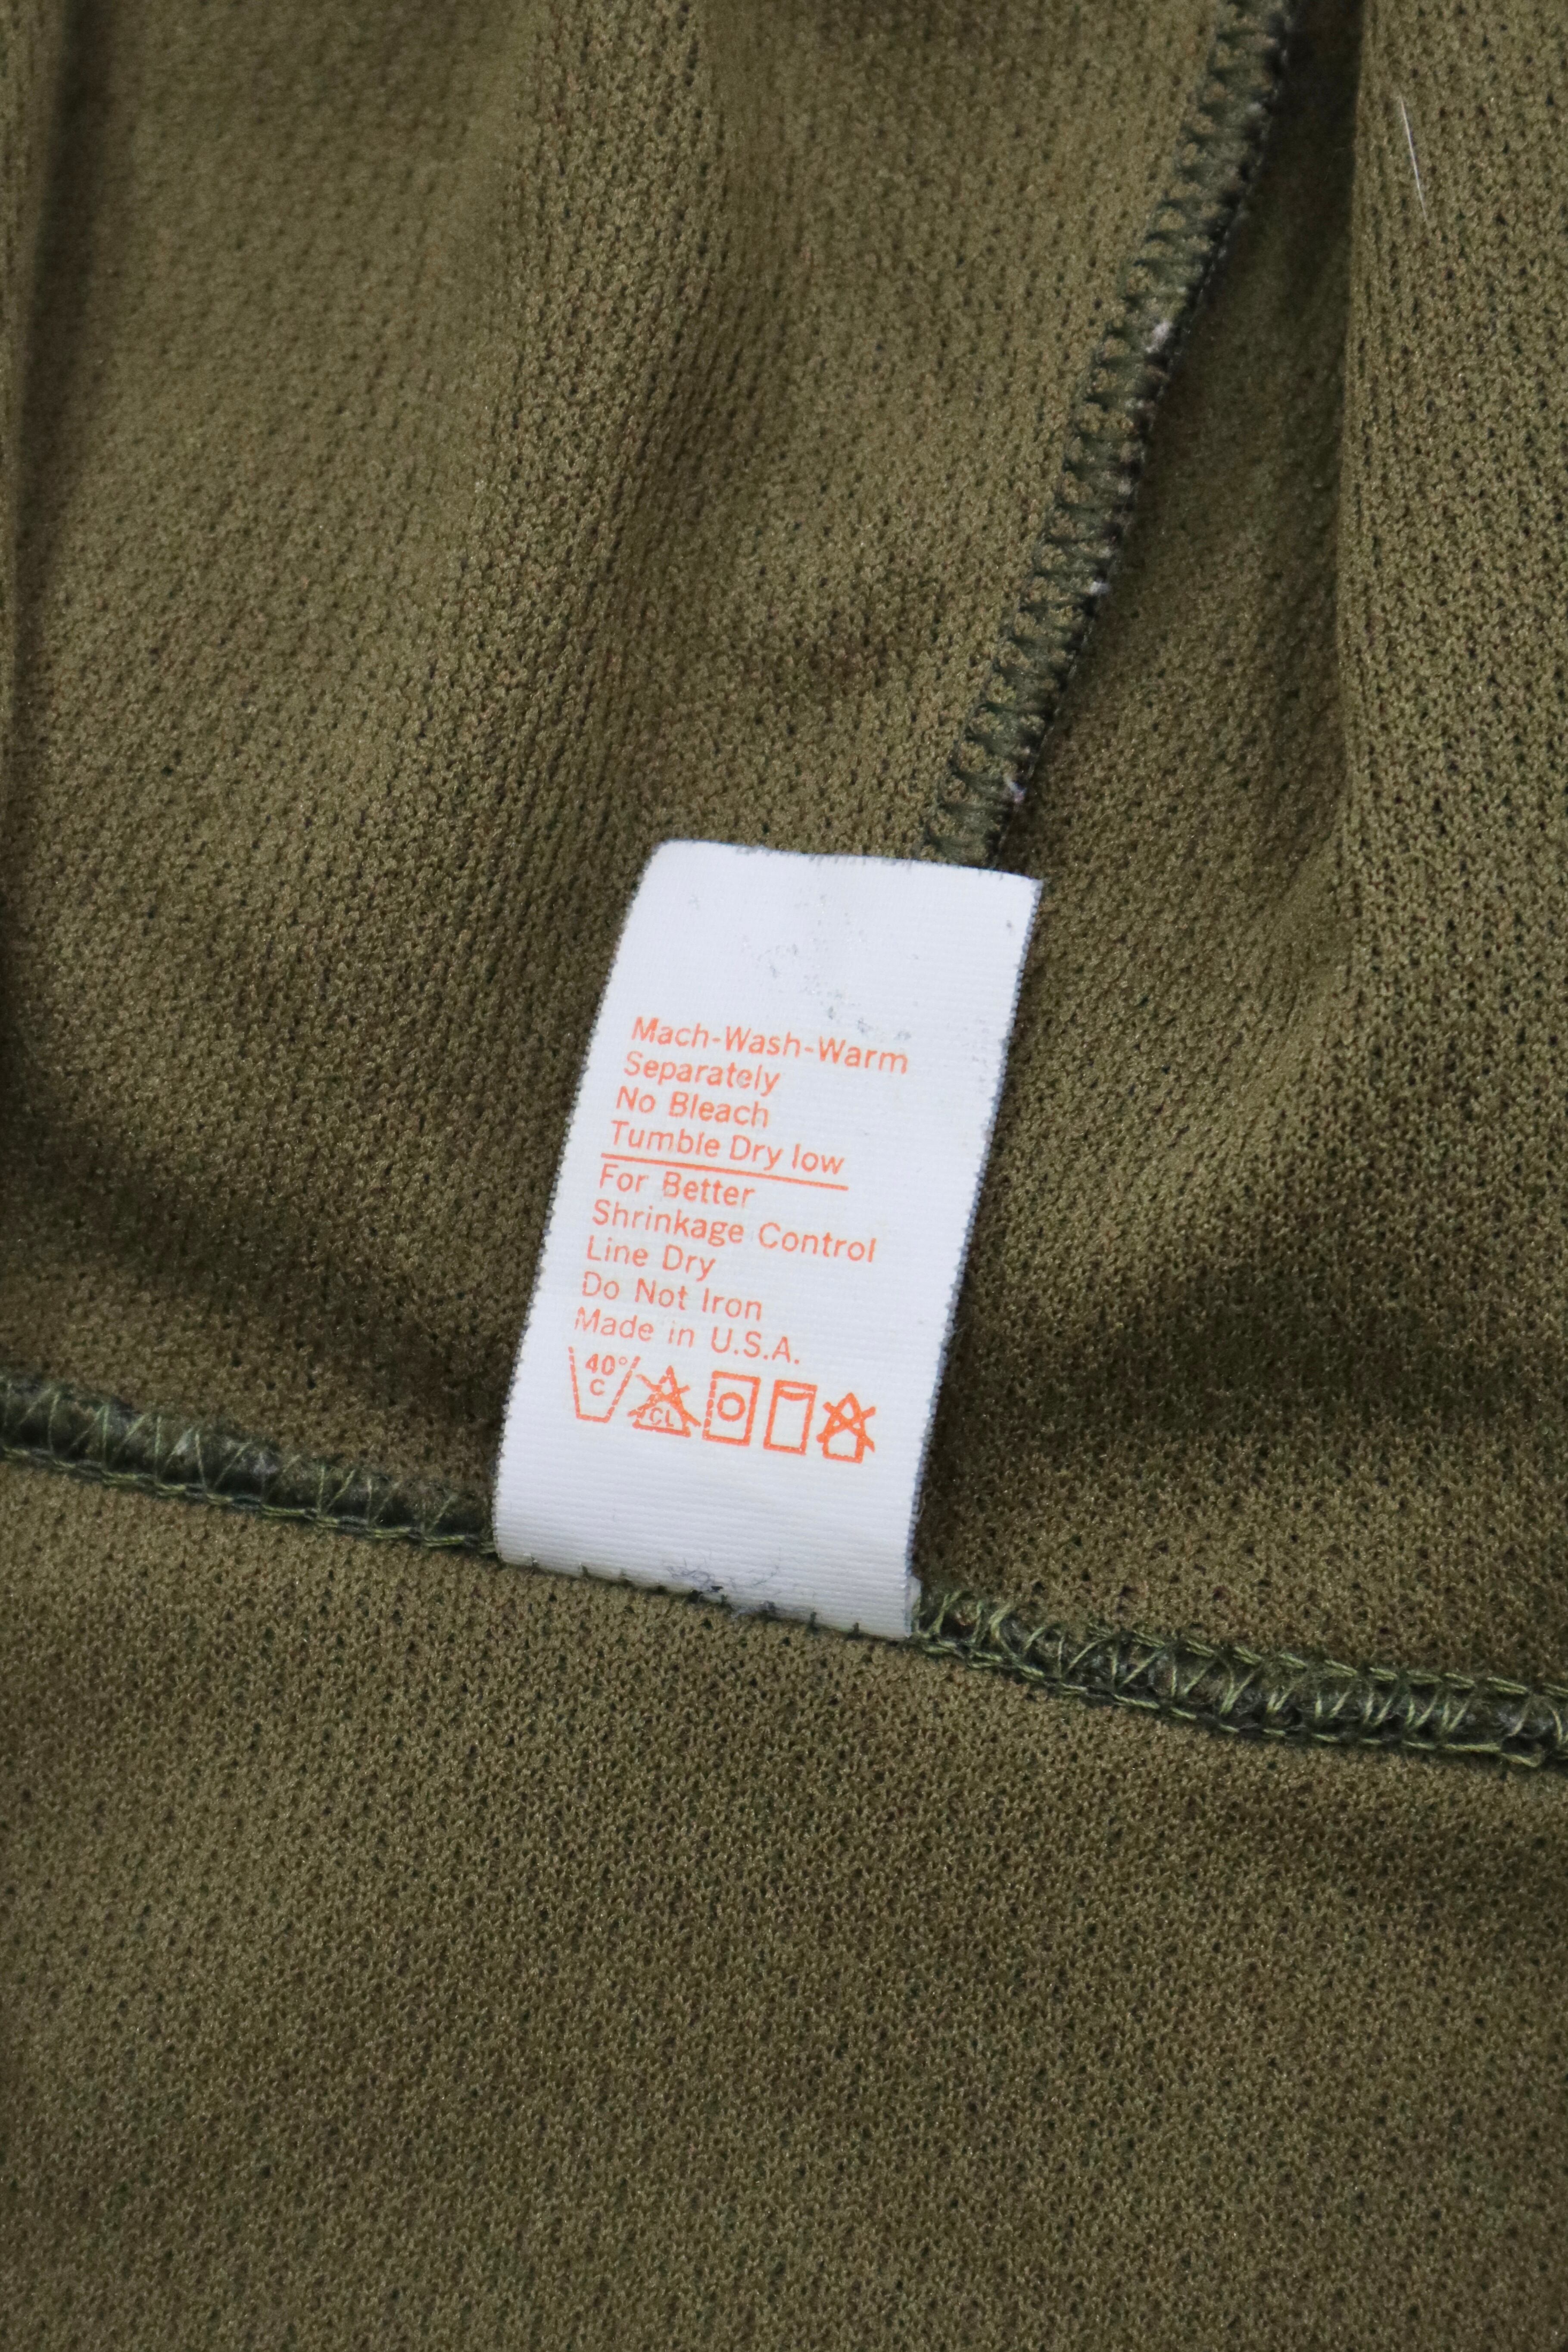 Mach-Wash-Warm
Separately
No Bleach
Tumble Dry low
For Better
Shrinkage Control
Line Dry
Do Not Iron
Made in U.S.A.
40°
C
CL